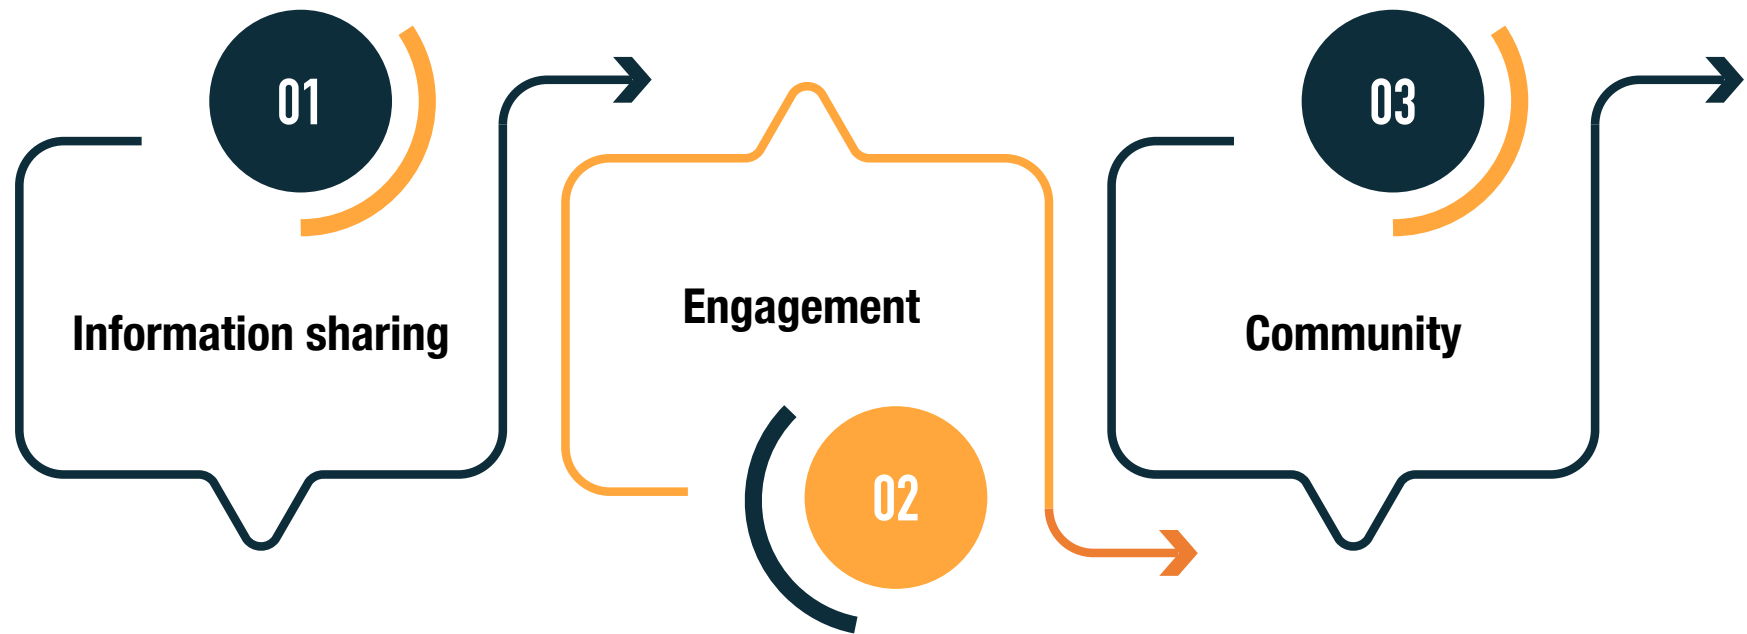 01
Information sharing
Engagement
02
03
Community